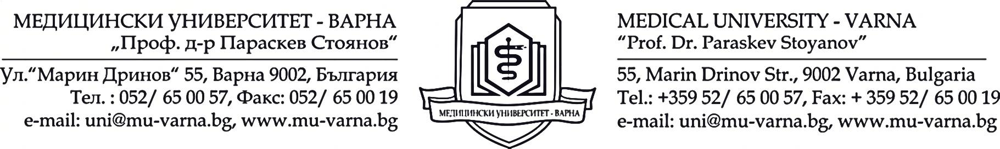 МЕДИЦИНСКИ УНИВЕРСИТЕТ - ВАРНА
„Проф. д-р Параскев Стоянов“
Ул.“Марин Дринов“ 55, Варна 9002, България
Тел. : 052/ 65 00 57, Факс: 052/ 65 00 19
e-mail: uni@mu-varna.bg, www.mu-varna.bg
МЕДИЦИНСКИ УНИВЕРСИТЕТ - ВАРНА
MEDICAL UNIVERSITY - VARNA
“Prof. Dr. Paraskev Stoyanov”
55, Marin Drinov Str., 9002 Varna, Bulgaria
Tel.: +359 52/ 65 00 57, Fax: + 359 52/ 65 00 19
e-mail: uni@mu-varna.bg, www.mu-varna.bg